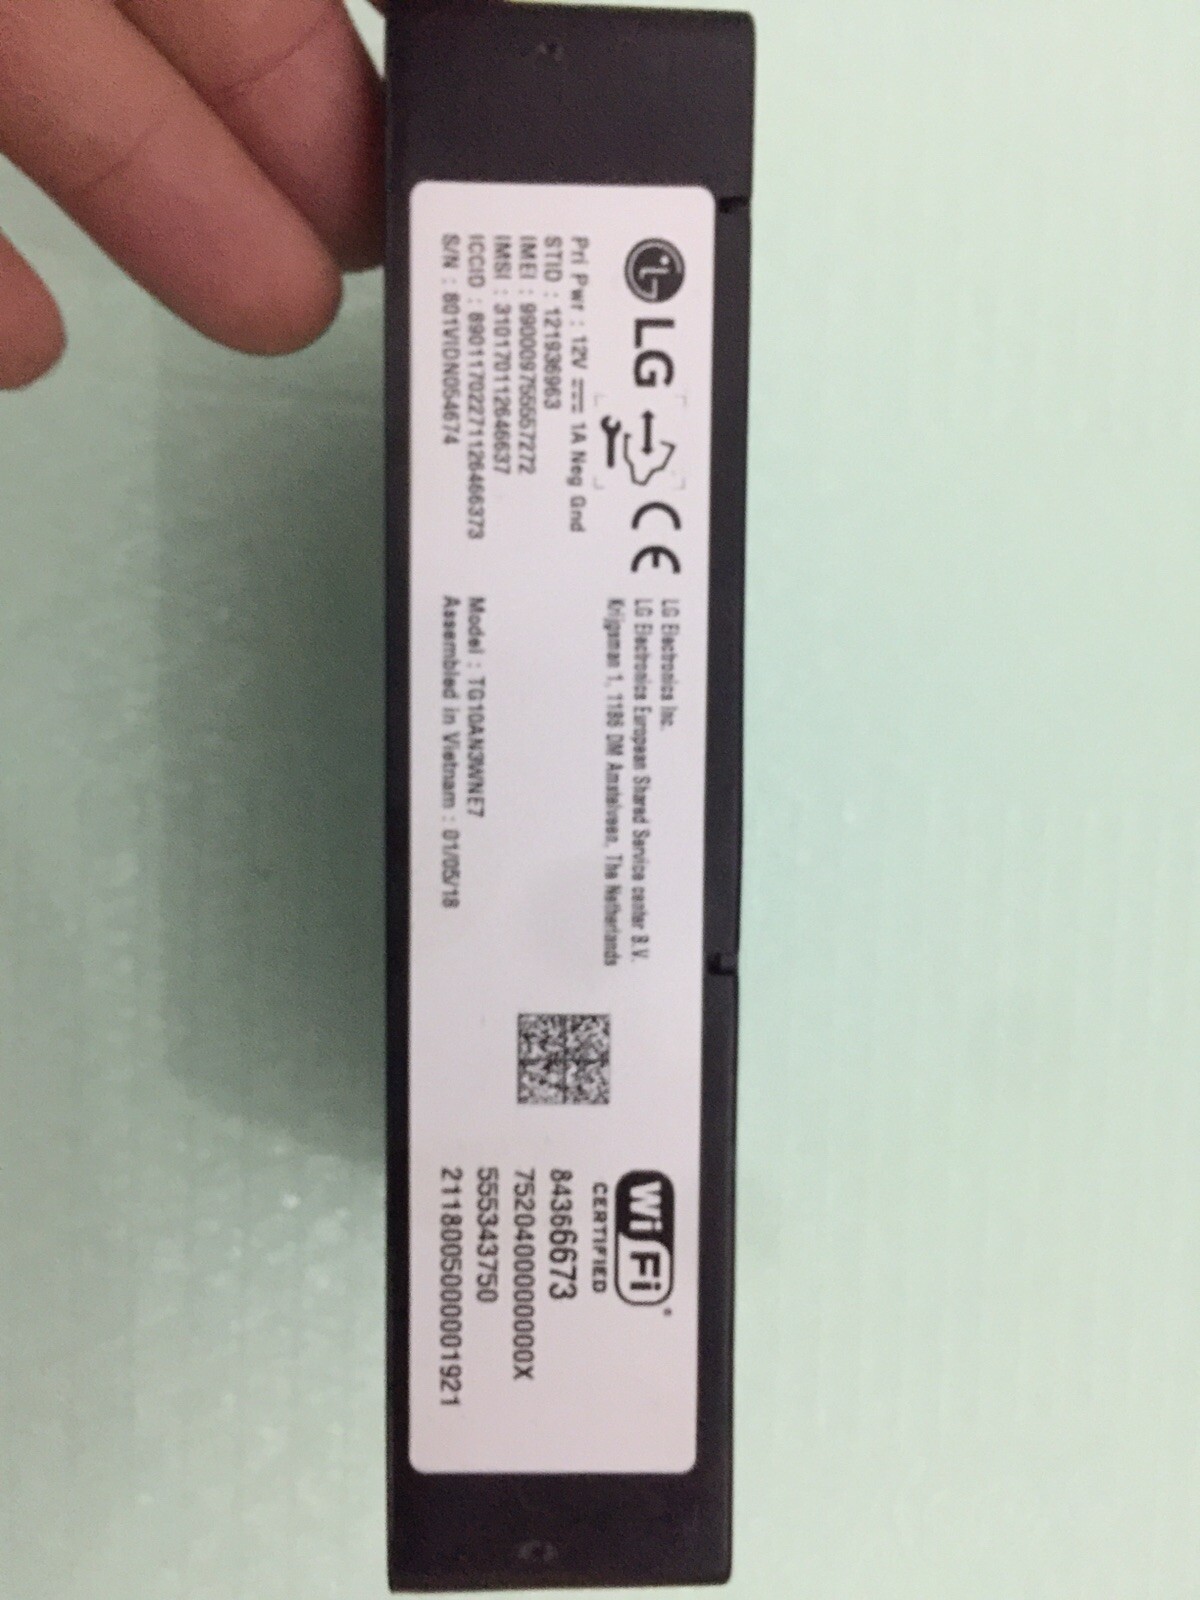 LG
CE
LG Electronics Inc.
LG Electronics European Shared Service center B.V.
Krijgsman 1, 1186 DM Amstelveen, The Netherlands
Pri Pwr : 12V 1A Neg Gnd
STID : 121936963
IMEI :
IMSI : 310170112646637
ICCID : 89011702271126466373
S/N : 801VIDN054674
Model : TG10AN3WNE7
Assembled in Vietnam : 01/05/18
Wi Fi®
CERTIFIED
84366673
7520400000000X
555343750
2118005000001921